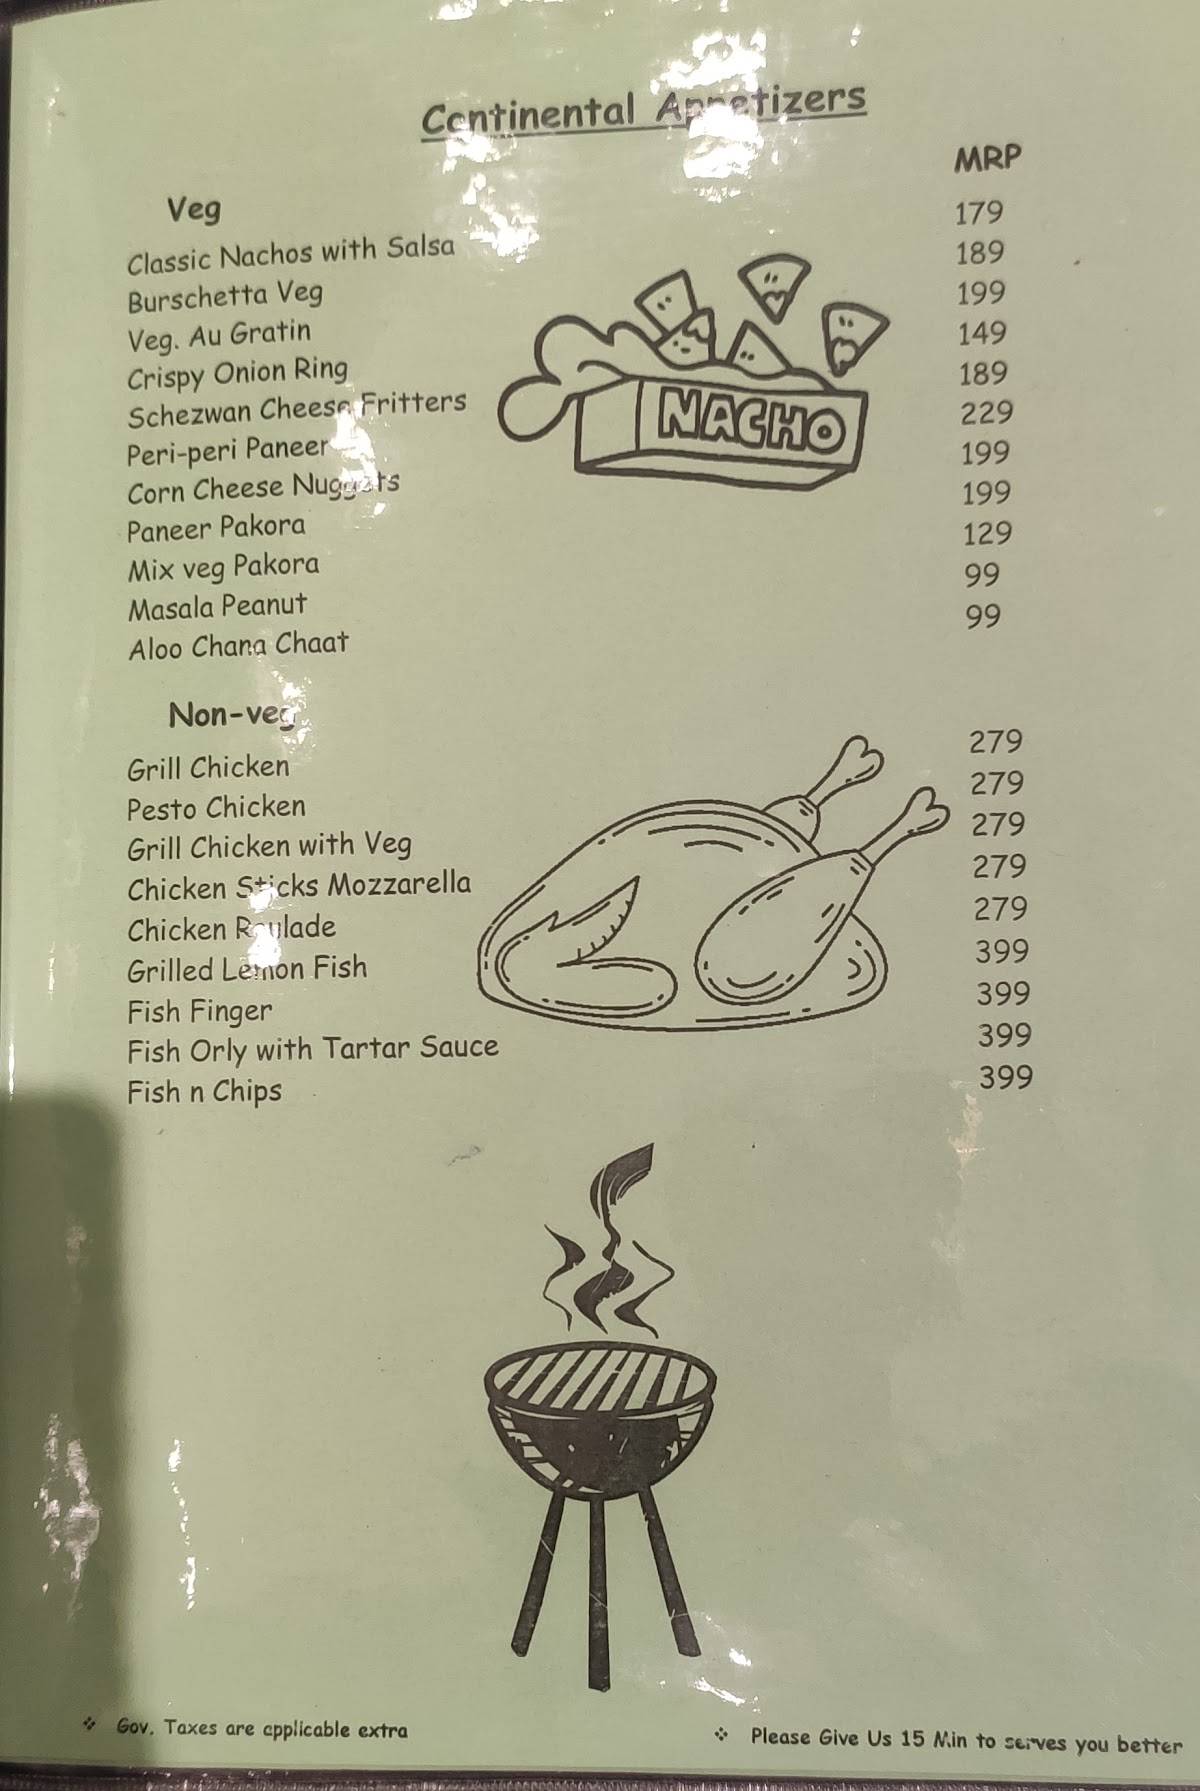 Continental Appetizers
MRP
Veg
Classic Nachos with Salsa 179
Burschetta Veg 189
Veg. Au Gratin 199
Crispy Onion Ring 149
Schezwan Cheese Fritters 189
Peri-peri Paneer 229
Corn Cheese Nuggets 199
Paneer Pakora 199
Mix veg Pakora 129
Masala Peanut 99
Aloo Chana Chaat 99
NACHO
Non-veg
Grill Chicken 279
Pesto Chicken 279
Grill Chicken with Veg 279
Chicken Sticks Mozzarella 279
Chicken Roulade 279
Grilled Lemon Fish 399
Fish Finger 399
Fish Orly with Tartar Sauce 399
Fish n Chips 399
❖ Gov. Taxes are applicable extra
❖ Please Give Us 15 Min to serves you better